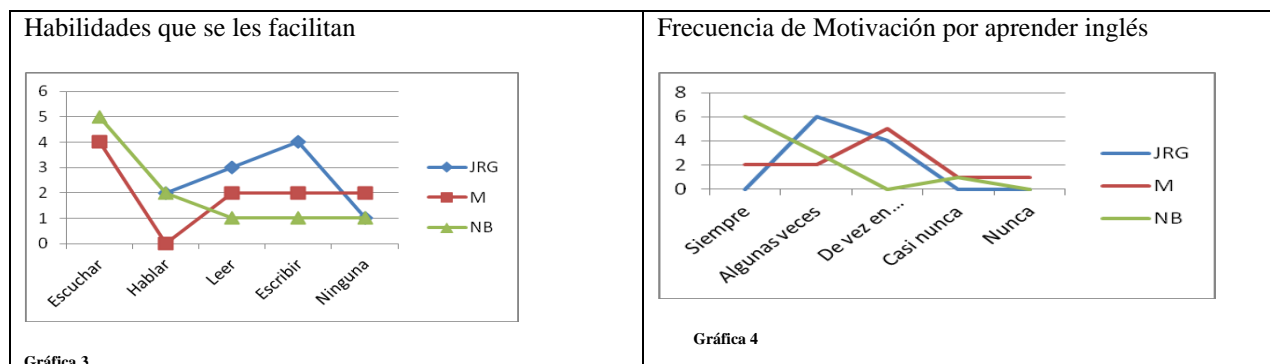 Habilidades que se les facilitan
6
5
4
3
2
1
0
Escuchar
Hablar
Leer
Escribir
Ninguna
JRG
M
NB
Gráfica 3
Frecuencia de Motivación por aprender inglés
8
6
4
2
0
Siempre
Algunas veces
De vez en...
Casi nunca
Nunca
JRG
M
NB
Gráfica 4